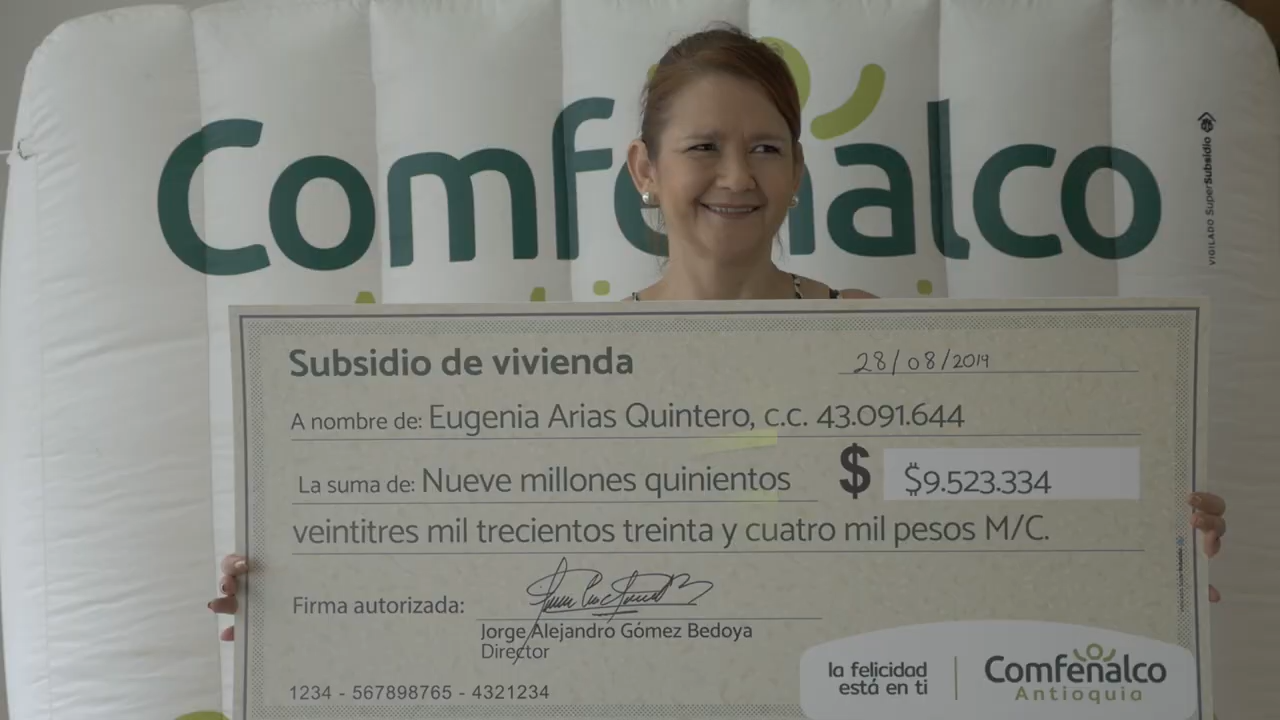 Comfenalco
VIGILADO SuperSubsidio
Subsidio de vivienda
28/08/2019
A nombre de: Eugenia Arias Quintero, c.c. 43.091.644
La suma de: Nueve millones quinientos $ $9.523.334
veintitres mil trecientos treinta y cuatro mil pesos M/C.
Firma autorizada:
Jorge Alejandro Gómez Bedoya
Director
1234 - 567898765 - 4321234
la felicidad
está en ti
Comfenalco
Antioquia